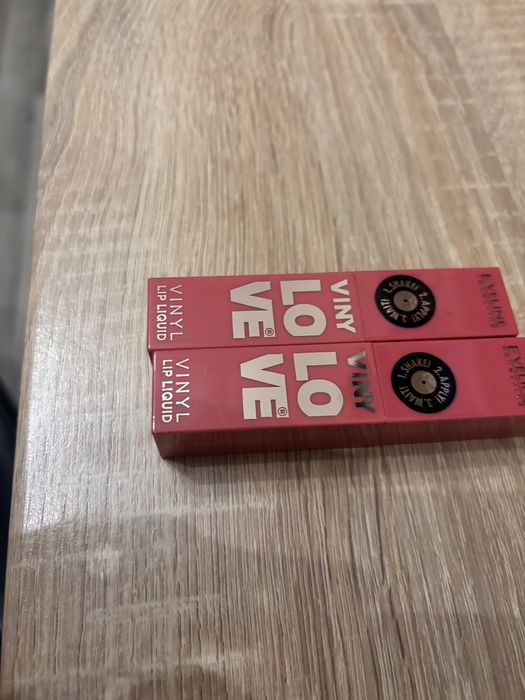 EVELINE
1. SHAKE! 2. APPLY! 3. WAIT!
VINY
LO
VE®
VINYL
LIP LIQUID
EVELINE
1. SHAKE! 2. APPLY! 3. WAIT!
VINY
LO
VE®
VINYL
LIP LIQUID